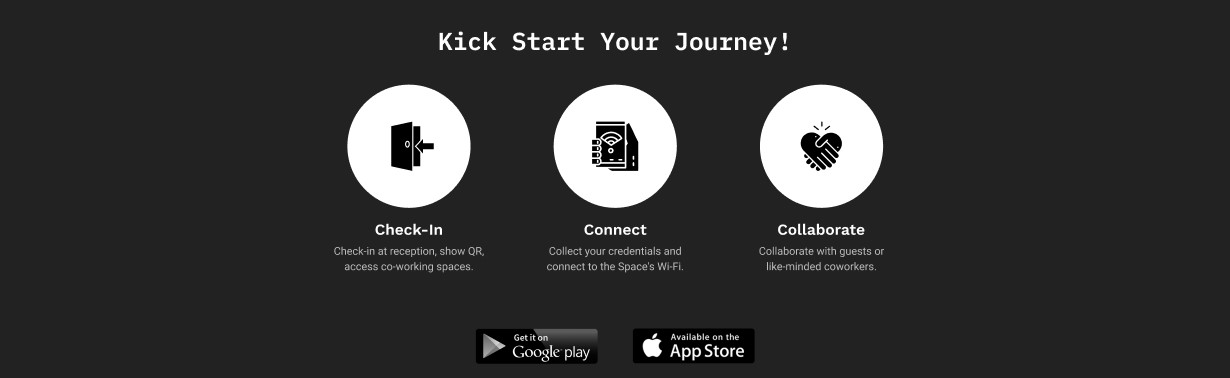 Kick Start Your Journey!
Check-In
Check-in at reception, show QR,
access co-working spaces.
Connect
Collect your credentials and
connect to the Space's Wi-Fi.
Collaborate
Collaborate with guests or
like-minded coworkers.
Get it on
Google play
Available on the
App Store